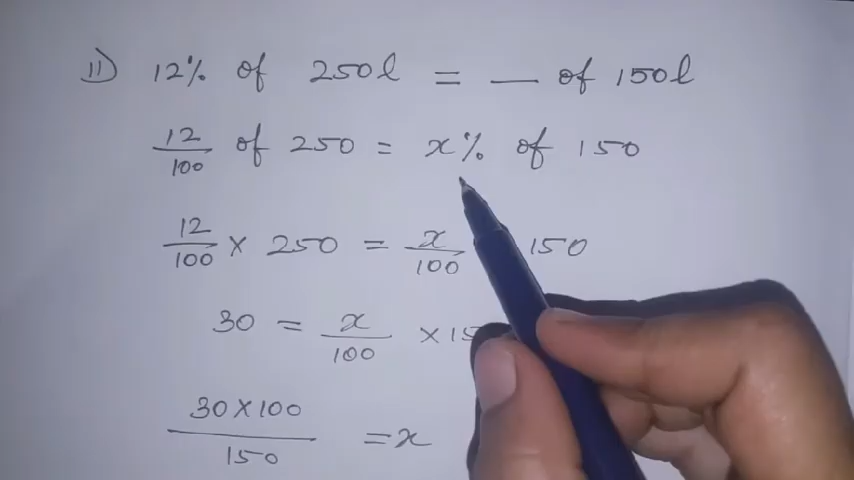 11) 12% of 250l = __ of 150l
12/100 of 250 = x% of 150
12/100 × 250 = x/100 150
30 = x/100 × 15
30×100/150 = x